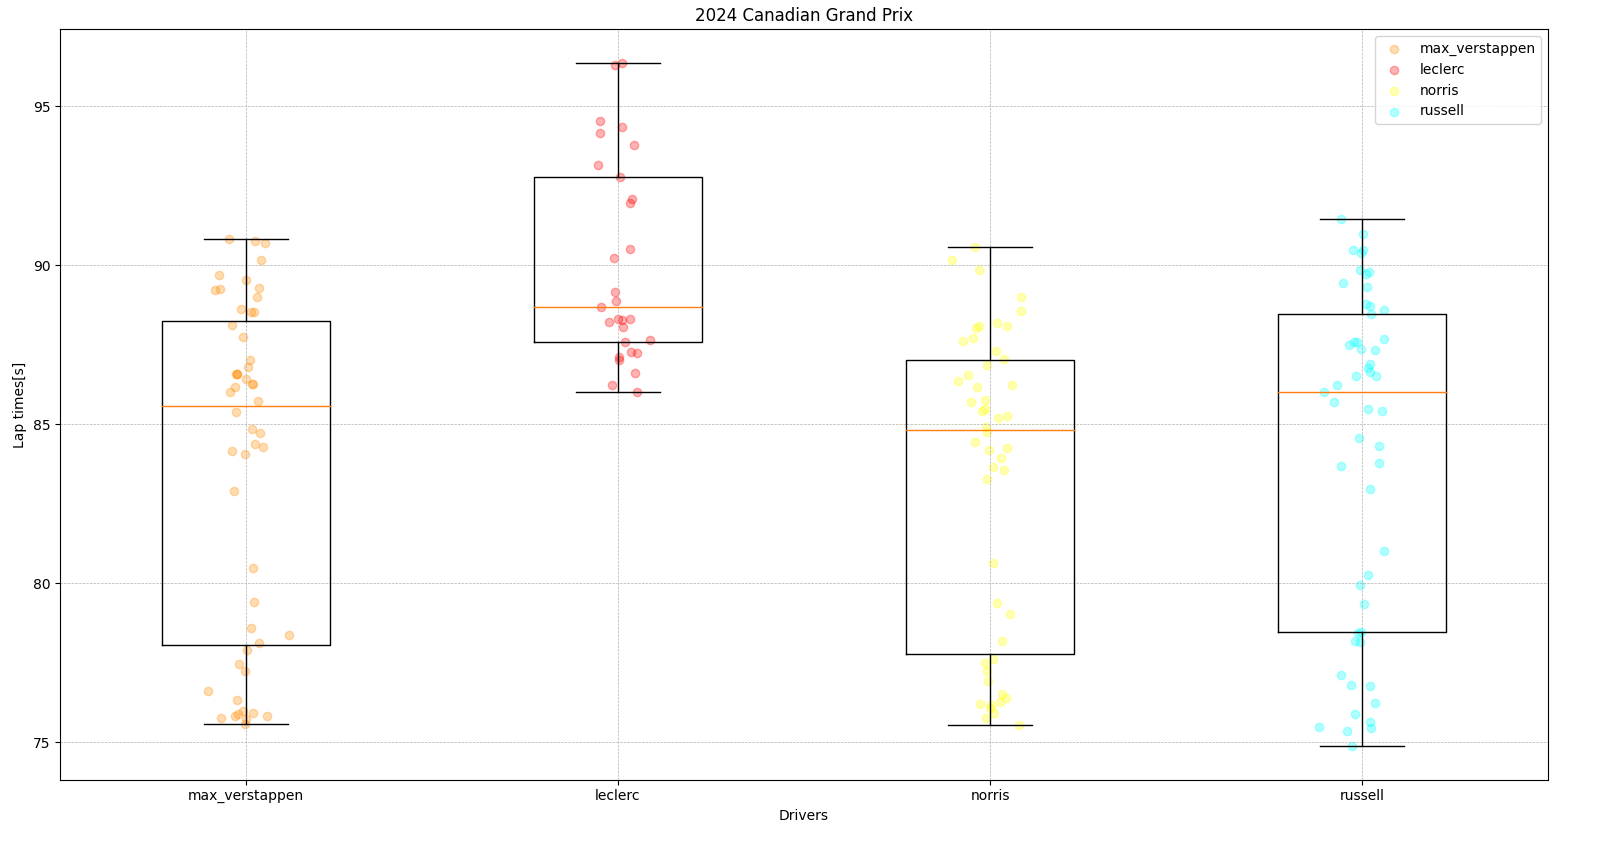 2024 Canadian Grand Prix
max_verstappen
leclerc
norris
russell
Lap times[s]
95
90
85
80
75
max_verstappen
leclerc
norris
russell
Drivers